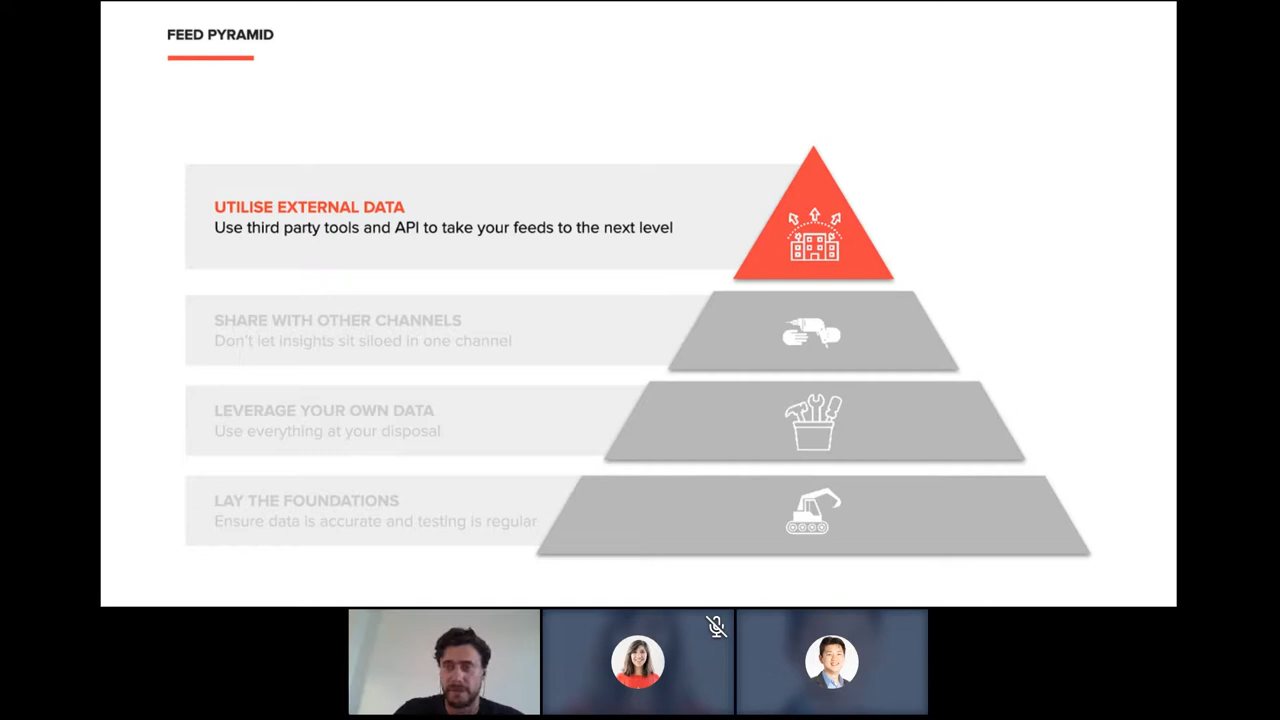 FEED PYRAMID
UTILISE EXTERNAL DATA
Use third party tools and API to take your feeds to the next level
SHARE WITH OTHER CHANNELS
Don't let insights sit siloed in one channel
LEVERAGE YOUR OWN DATA
Use everything at your disposal
LAY THE FOUNDATIONS
Ensure data is accurate and testing is regular